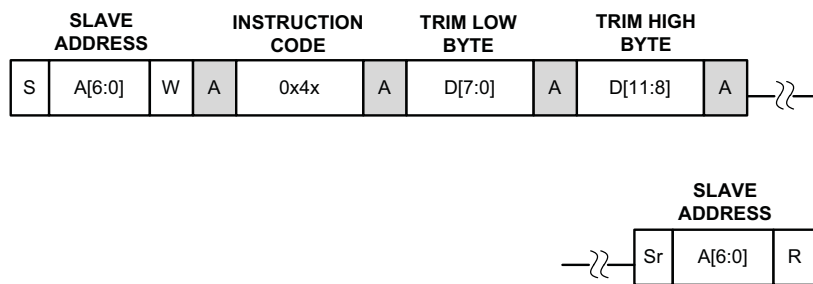 SLAVE ADDRESS INSTRUCTION CODE TRIM LOW BYTE TRIM HIGH BYTE
S A[6:0] W A 0x4x A D[7:0] A D[11:8] A
SLAVE ADDRESS
Sr A[6:0] R